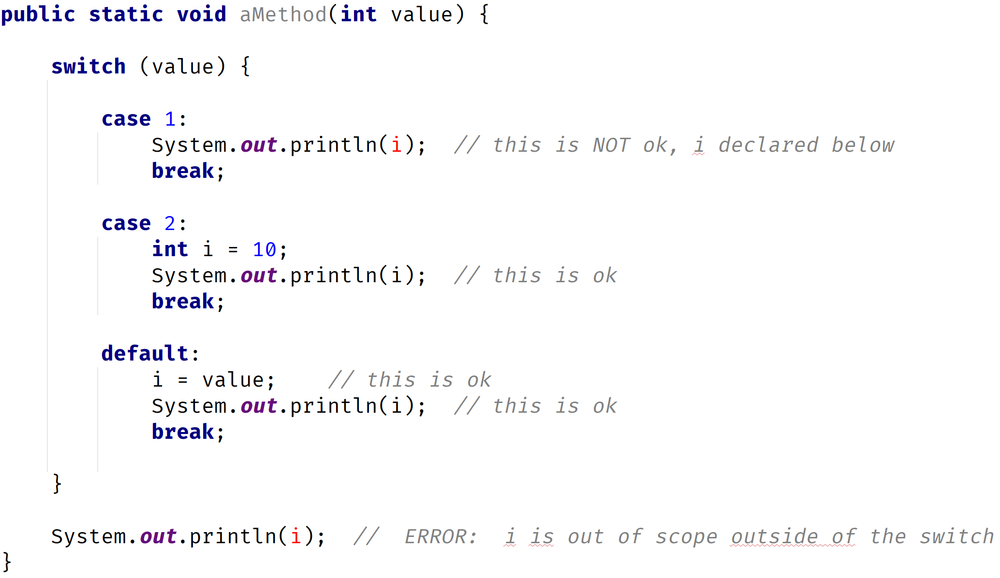 public static void aMethod(int value) {
switch (value) {
case 1:
System.out.println(i);  // this is NOT ok, i declared below
break;
case 2:
int i = 10;
System.out.println(i);  // this is ok
break;
default:
i = value;    // this is ok
System.out.println(i);  // this is ok
break;
}
System.out.println(i);  //  ERROR:  i is out of scope outside of the switch
}